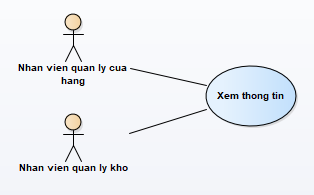 Nhan vien quan ly cua
hang
Xem thong tin
Nhan vien quan ly kho